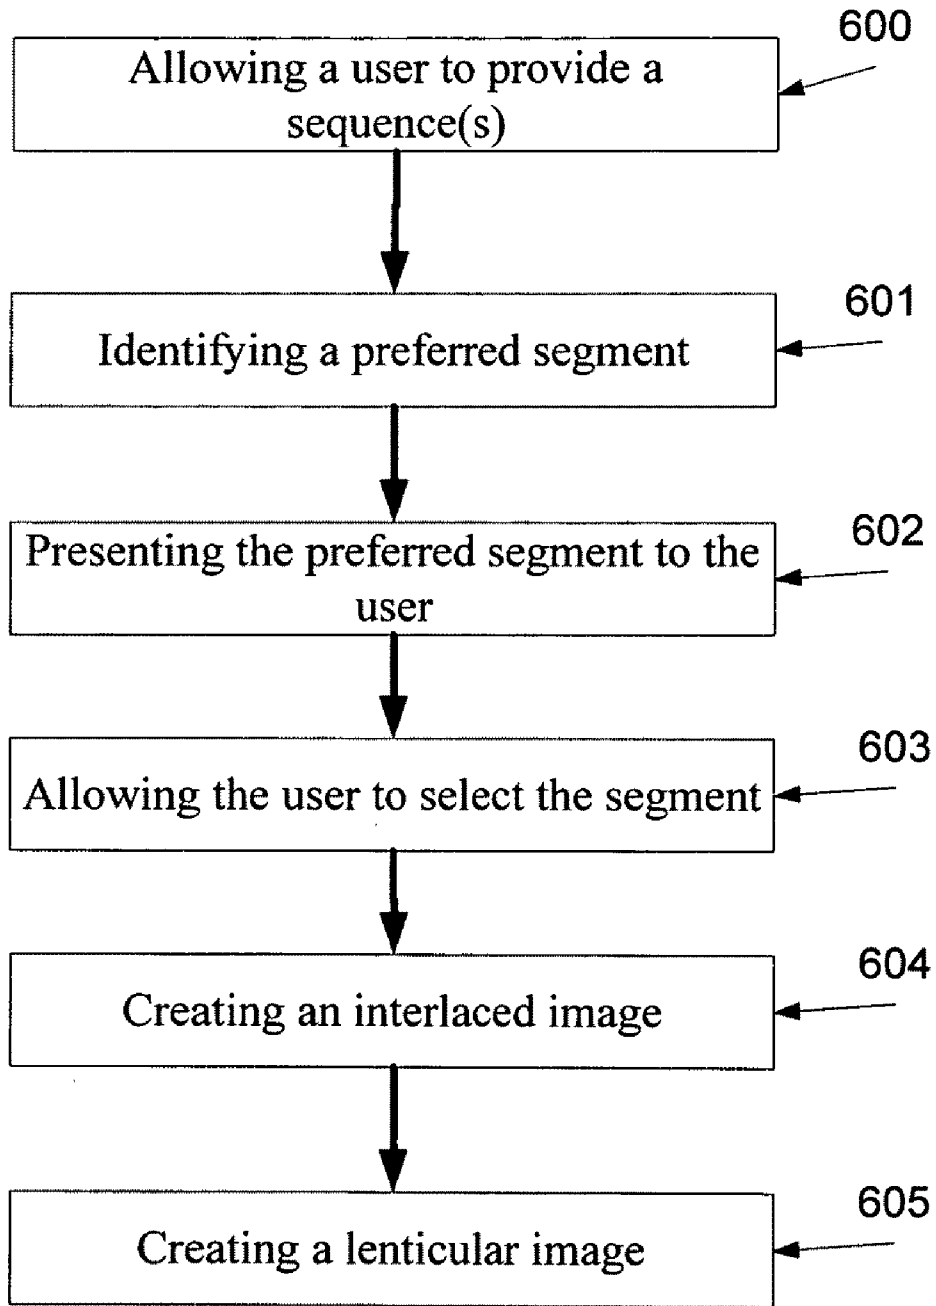 600
Allowing a user to provide a
sequence(s)
601
Identifying a preferred segment
602
Presenting the preferred segment to the
user
603
Allowing the user to select the segment
604
Creating an interlaced image
605
Creating a lenticular image